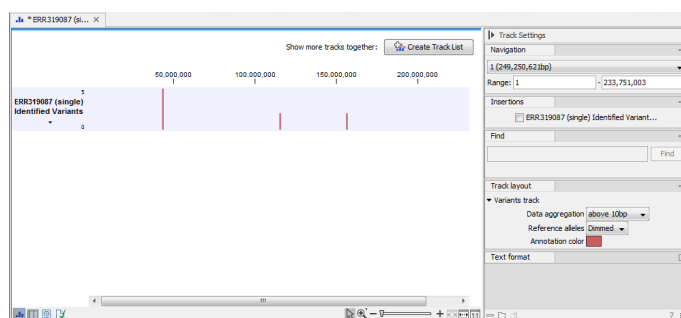 * ERR319087 (si... ×
Show more tracks together: Create Track List
50,000,000 100,000,000 150,000,000 200,000,000
5
ERR319087 (single)
Identified Variants
0
Track Settings
Navigation
1 (249,250,621bp)
Range: 1 - 233,751,003
Insertions
ERR319087 (single) Identified Variant...
Find
Find
Track layout
Variants track
Data aggregation above 10bp
Reference alleles Dimmed
Annotation color
Text format
1:1
?